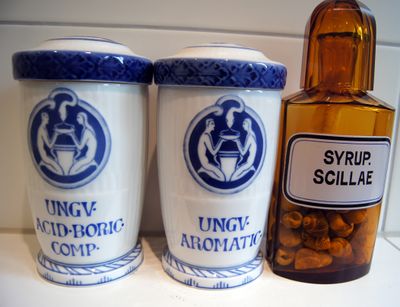 UNGV·
ACID·BORIC·
COMP·
UNGV·
AROMATIC·
SYRUP.
SCILLAE